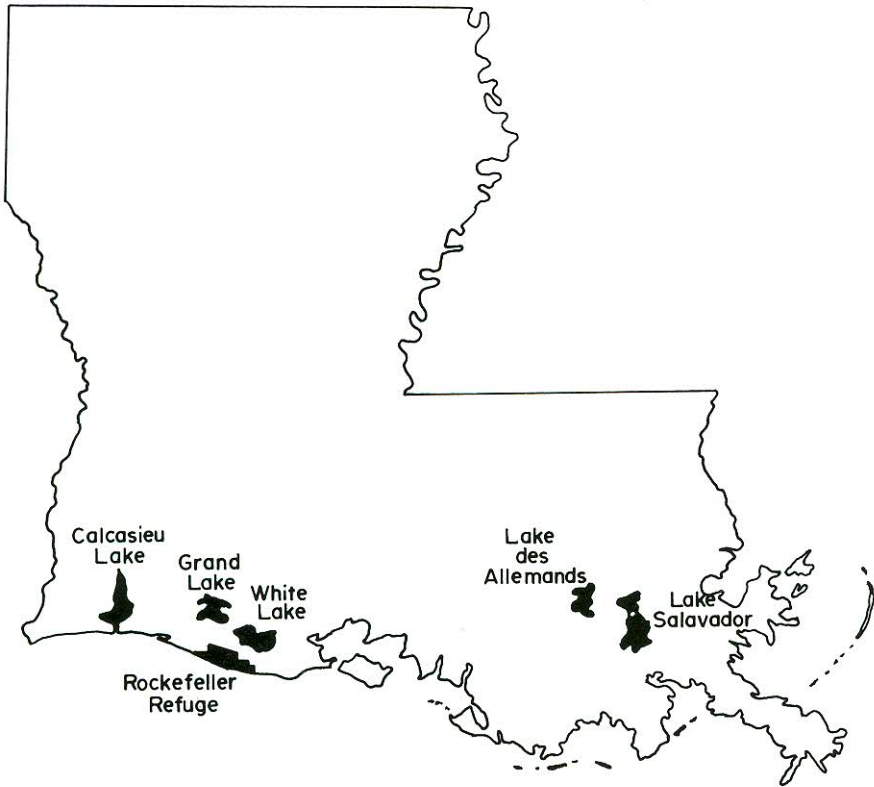 Calcasieu
Lake
Grand
Lake
White
Lake
Rockefeller
Refuge
Lake
des
Allemands
Lake
Salavador